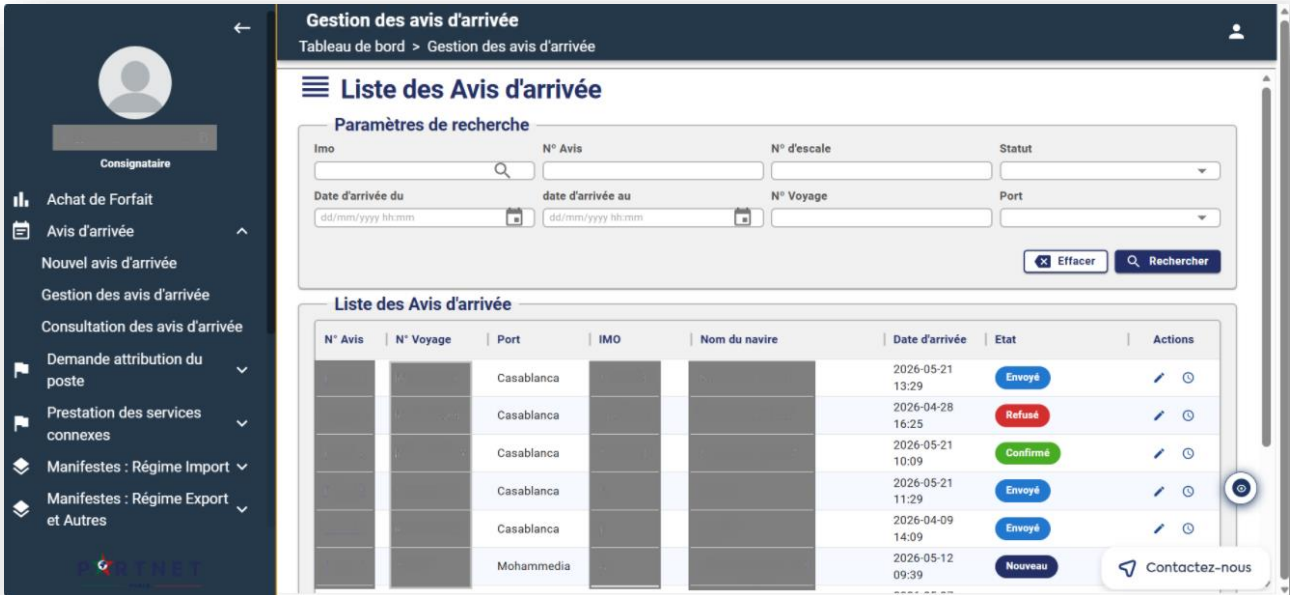 Gestion des avis d'arrivée
Tableau de bord > Gestion des avis d'arrivée
Consignataire
Achat de Forfait
Avis d'arrivée
Nouvel avis d'arrivée
Gestion des avis d'arrivée
Consultation des avis d'arrivée
Demande attribution du
poste
Prestation des services
connexes
Manifestes : Régime Import
Manifestes : Régime Export
et Autres
PORTNET
Liste des Avis d'arrivée
Paramètres de recherche
Imo N° Avis N° d'escale Statut
Date d'arrivée du date d'arrivée au N° Voyage Port
dd/mm/yyyy hh:mm dd/mm/yyyy hh:mm
Effacer Rechercher
Liste des Avis d'arrivée
N° Avis N° Voyage Port IMO Nom du navire Date d'arrivée Etat Actions
Casablanca 2026-05-21 13:29 Envoyé
Casablanca 2026-04-28 16:25 Refusé
Casablanca 2026-05-21 10:09 Confirmé
Casablanca 2026-05-21 11:29 Envoyé
Casablanca 2026-04-09 14:09 Envoyé
Mohammedia 2026-05-12 09:39 Nouveau
Contactez-nous